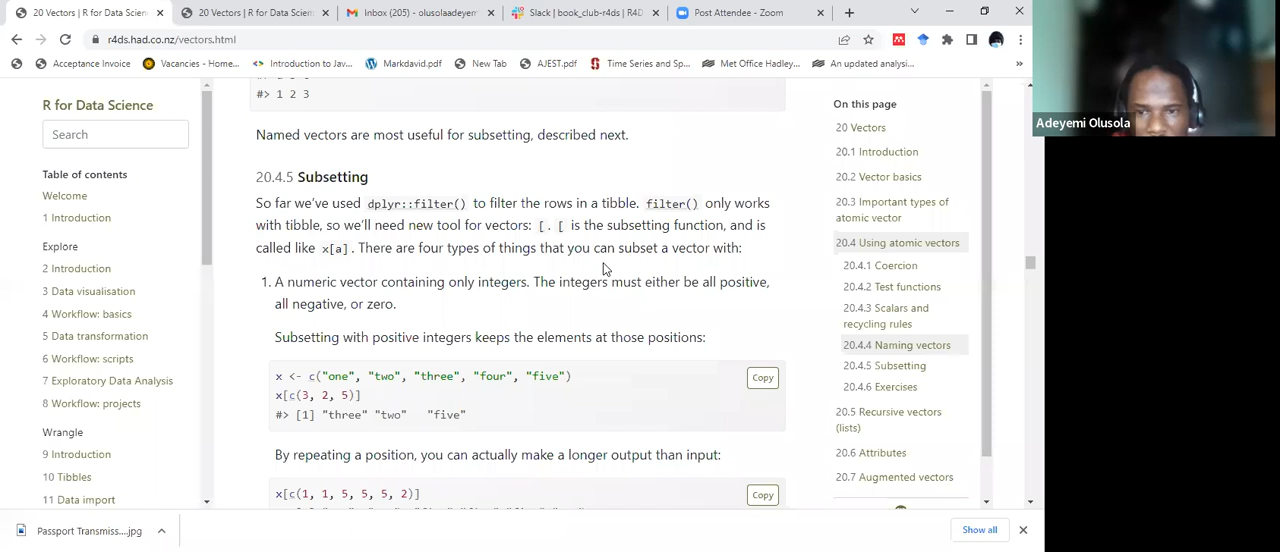 20 Vectors | R for Data Science
20 Vectors | R for Data Science
Inbox (205) - olusolaadeyem
Slack | book_club-r4ds | R4D
Post Attendee - Zoom
r4ds.had.co.nz/vectors.html
Acceptance Invoice
Vacancies - Home...
Introduction to Jav...
Markdavid.pdf
New Tab
AJEST.pdf
Time Series and Sp...
Met Office Hadley...
An updated analysi...
Adeyemi Olusola
R for Data Science
Search
Table of contents
Welcome
1 Introduction
Explore
2 Introduction
3 Data visualisation
4 Workflow: basics
5 Data transformation
6 Workflow: scripts
7 Exploratory Data Analysis
8 Workflow: projects
Wrangle
9 Introduction
10 Tibbles
11 Data import
#> 1 2 3
Named vectors are most useful for subsetting, described next.
20.4.5 Subsetting
So far we've used dplyr::filter() to filter the rows in a tibble. filter() only works
with tibble, so we'll need new tool for vectors: [. [ is the subsetting function, and is
called like x[a]. There are four types of things that you can subset a vector with:
1. A numeric vector containing only integers. The integers must either be all positive,
all negative, or zero.
Subsetting with positive integers keeps the elements at those positions:
x <- c("one", "two", "three", "four", "five")
x[c(3, 2, 5)]
#> [1] "three" "two"   "five"
Copy
By repeating a position, you can actually make a longer output than input:
x[c(1, 1, 5, 5, 5, 2)]
Copy
On this page
20 Vectors
20.1 Introduction
20.2 Vector basics
20.3 Important types of
atomic vector
20.4 Using atomic vectors
20.4.1 Coercion
20.4.2 Test functions
20.4.3 Scalars and
recycling rules
20.4.4 Naming vectors
20.4.5 Subsetting
20.4.6 Exercises
20.5 Recursive vectors
(lists)
20.6 Attributes
20.7 Augmented vectors
Passport Transmiss....jpg
Show all